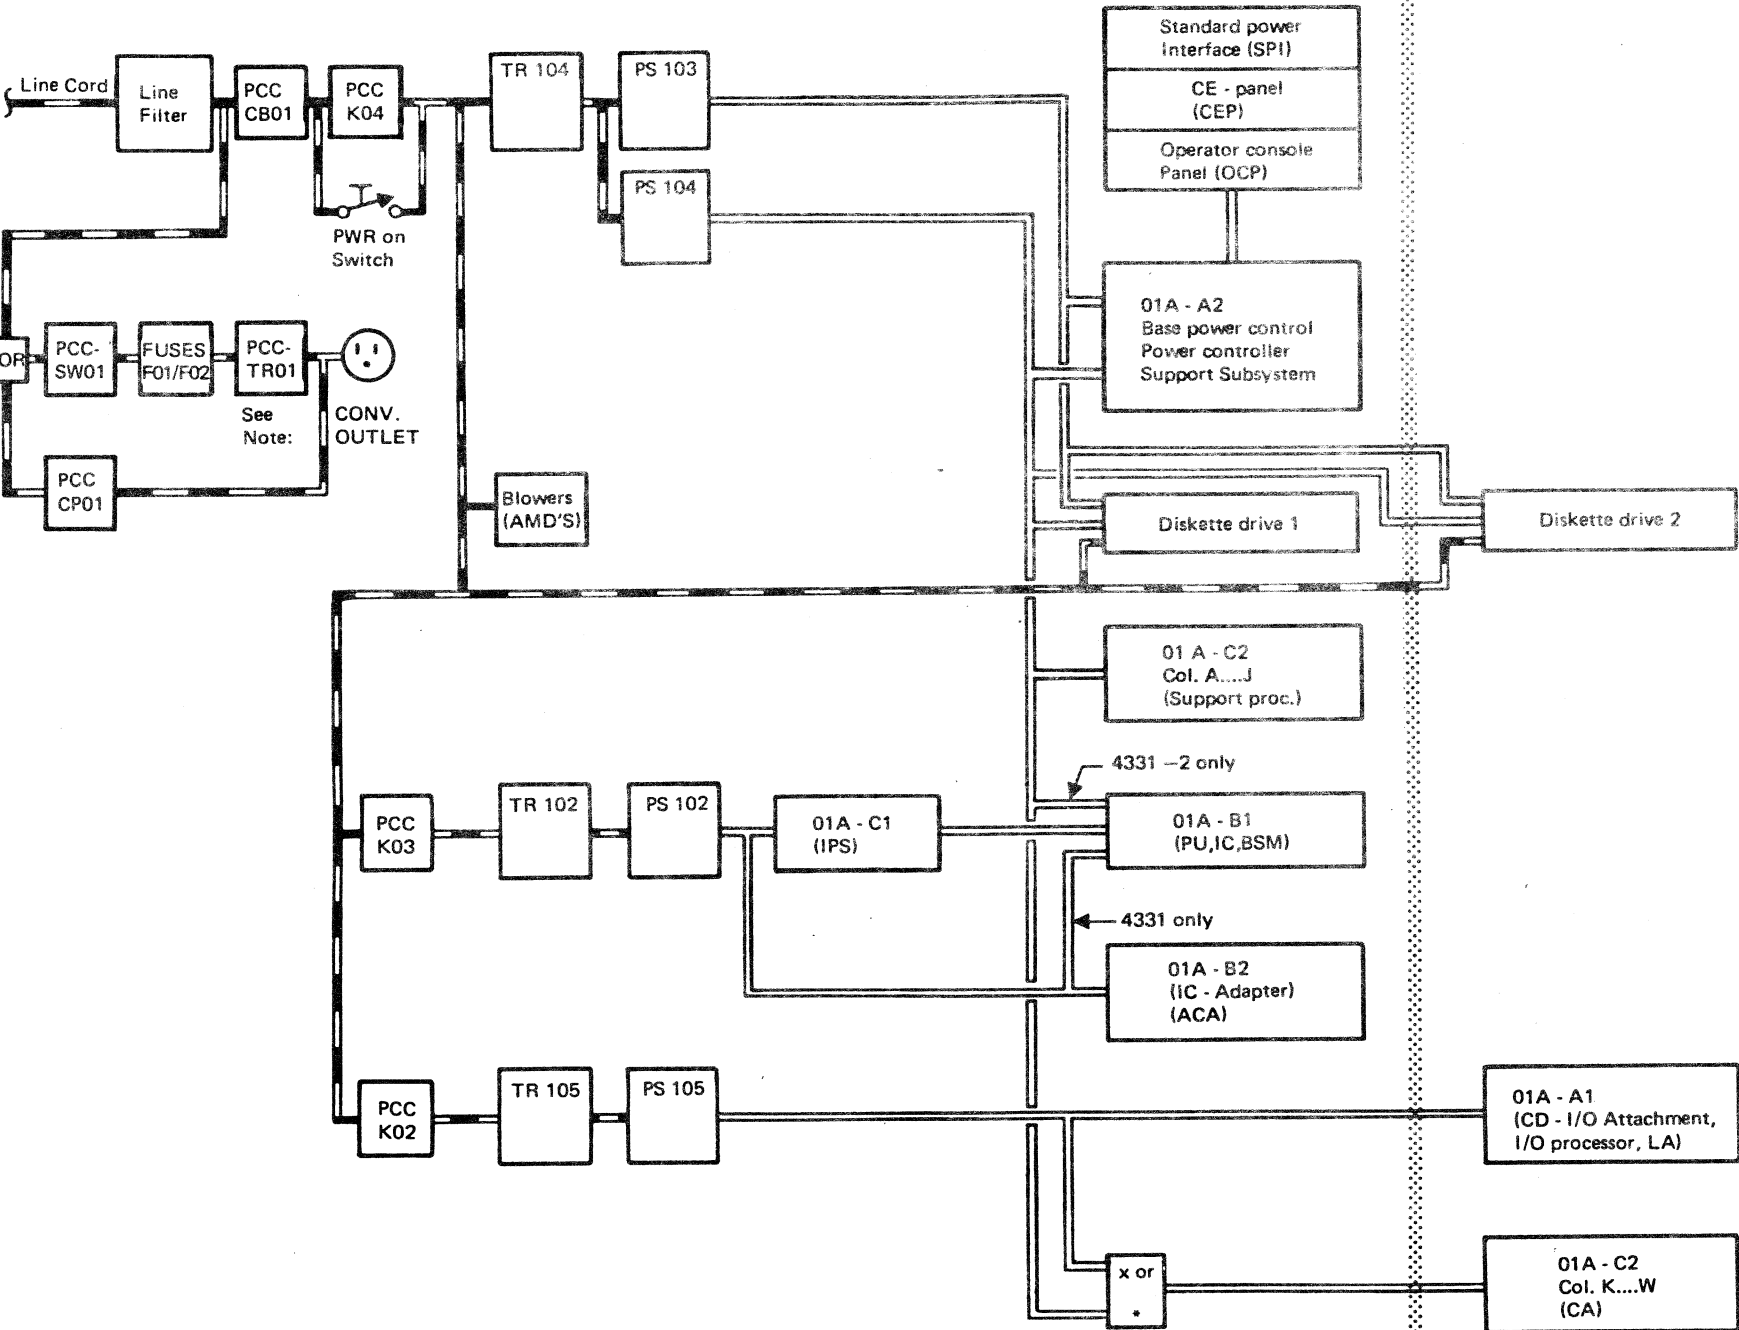 Line Cord
Line
Filter
PCC
CB01
PCC
K04
PWR on
Switch
TR 104
PS 103
PS 104
Standard power
Interface (SPI)
CE - panel
(CEP)
Operator console
Panel (OCP)
01A - A2
Base power control
Power controller
Support Subsystem
OR
PCC-
SW01
FUSES
F01/F02
PCC-
TR01
See
Note:
CONV.
OUTLET
PCC
CP01
Blowers
(AMD'S)
Diskette drive 1
Diskette drive 2
01 A - C2
Col. A....J
(Support proc.)
4331 -2 only
PCC
K03
TR 102
PS 102
01A - C1
(IPS)
01A - B1
(PU,IC,BSM)
4331 only
01A - B2
(IC - Adapter)
(ACA)
PCC
K02
TR 105
PS 105
01A - A1
(CD - I/O Attachment,
I/O processor, LA)
x or
*
01A - C2
Col. K....W
(CA)